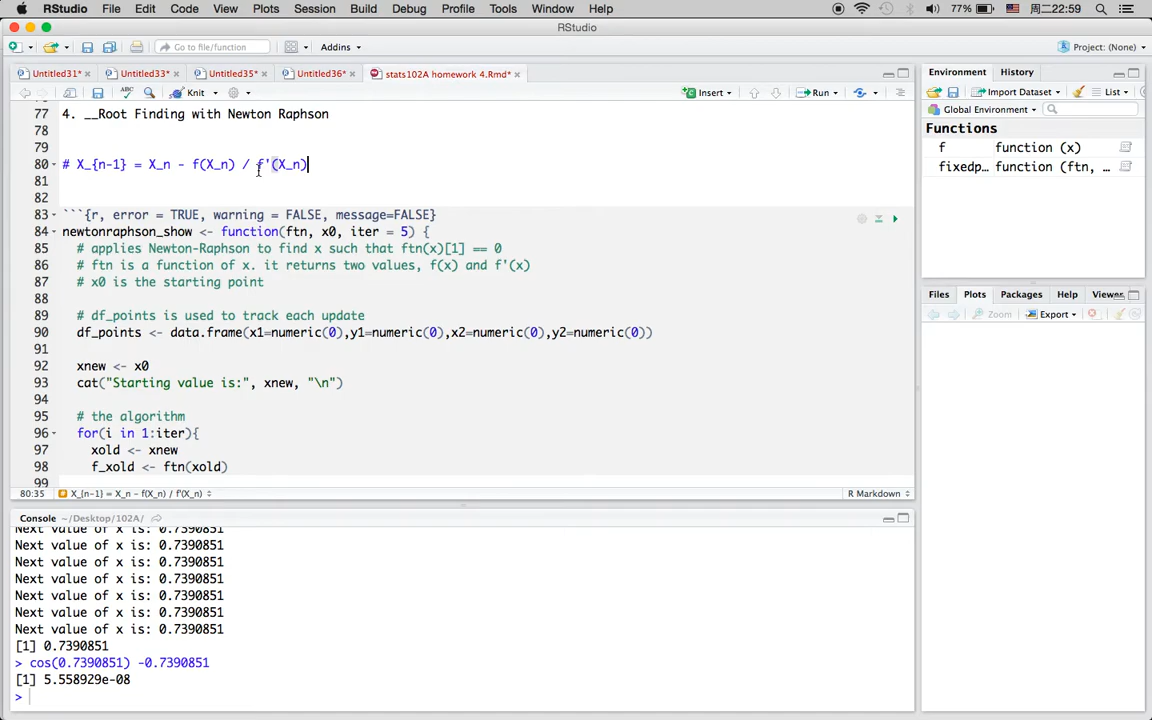 RStudio File Edit Code View Plots Session Build Debug Profile Tools Window Help 77% 周二22:59
RStudio
Go to file/function Addins Project: (None)
Untitled31* Untitled33* Untitled35* Untitled36* stats102A homework 4.Rmd*
Knit Insert Run
77 4. __Root Finding with Newton Raphson
78
79
80 # X_{n-1} = X_n - f(X_n) / f'(X_n)
81
82
83 ```{r, error = TRUE, warning = FALSE, message=FALSE}
84 newtonraphson_show <- function(ftn, x0, iter = 5) {
85 # applies Newton-Raphson to find x such that ftn(x)[1] == 0
86 # ftn is a function of x. it returns two values, f(x) and f'(x)
87 # x0 is the starting point
88
89 # df_points is used to track each update
90 df_points <- data.frame(x1=numeric(0),y1=numeric(0),x2=numeric(0),y2=numeric(0))
91
92 xnew <- x0
93 cat("Starting value is:", xnew, "\n")
94
95 # the algorithm
96 for(i in 1:iter){
97 xold <- xnew
98 f_xold <- ftn(xold)
99
80:35 X_{n-1} = X_n - f(X_n) / f'(X_n) R Markdown
Console ~/Desktop/102A/
Next value of x is: 0.7390851
Next value of x is: 0.7390851
Next value of x is: 0.7390851
Next value of x is: 0.7390851
Next value of x is: 0.7390851
Next value of x is: 0.7390851
Next value of x is: 0.7390851
[1] 0.7390851
> cos(0.7390851) -0.7390851
[1] 5.558929e-08
>
Environment History
Import Dataset List
Global Environment
Functions
f function (x)
fixedp… function (ftn, …
Files Plots Packages Help Viewer
Zoom Export